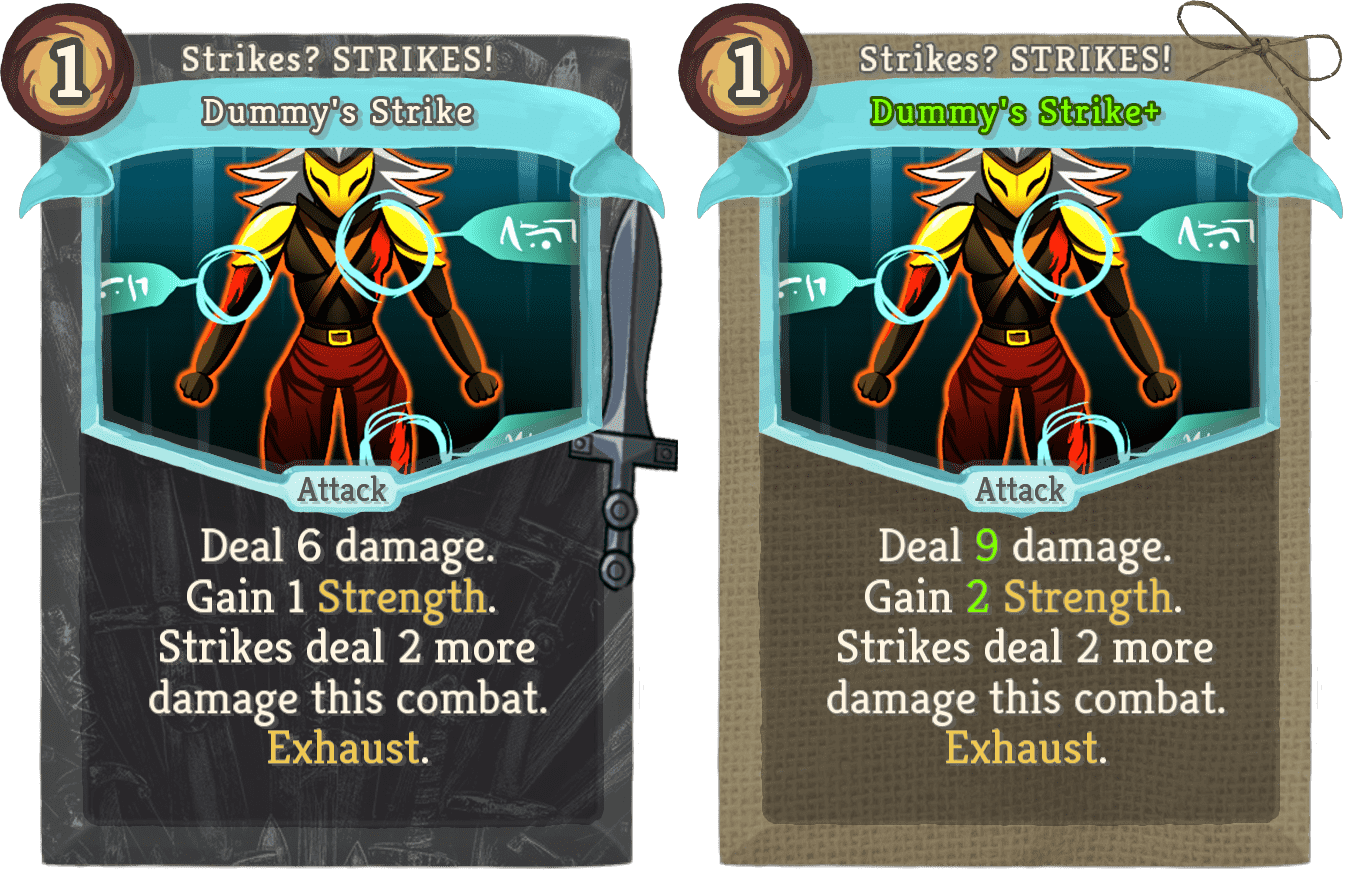 1
Strikes? STRIKES!
Dummy's Strike
Attack
Deal 6 damage.
Gain 1 Strength.
Strikes deal 2 more
damage this combat.
Exhaust.
1
Strikes? STRIKES!
Dummy's Strike+
Attack
Deal 9 damage.
Gain 2 Strength.
Strikes deal 2 more
damage this combat.
Exhaust.